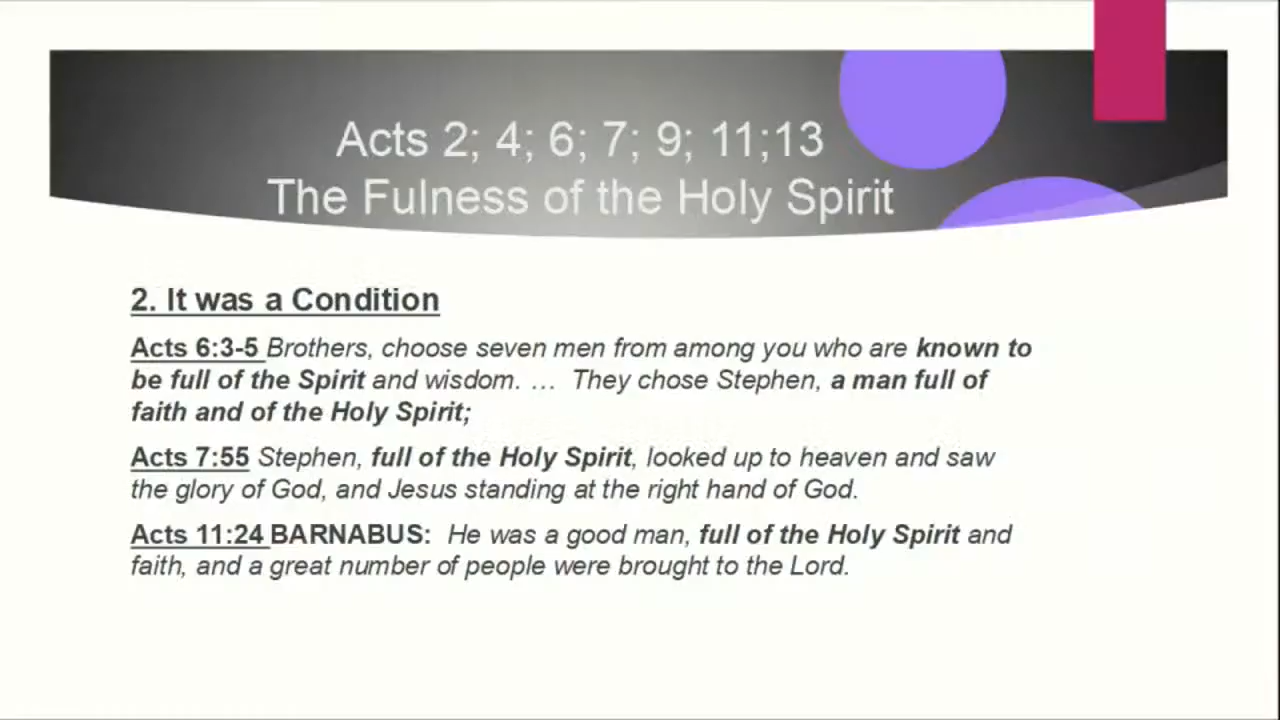 Acts 2; 4; 6; 7; 9; 11;13
The Fulness of the Holy Spirit
2. It was a Condition
Acts 6:3-5 Brothers, choose seven men from among you who are known to
be full of the Spirit and wisdom. … They chose Stephen, a man full of
faith and of the Holy Spirit;
Acts 7:55 Stephen, full of the Holy Spirit, looked up to heaven and saw
the glory of God, and Jesus standing at the right hand of God.
Acts 11:24 BARNABUS: He was a good man, full of the Holy Spirit and
faith, and a great number of people were brought to the Lord.